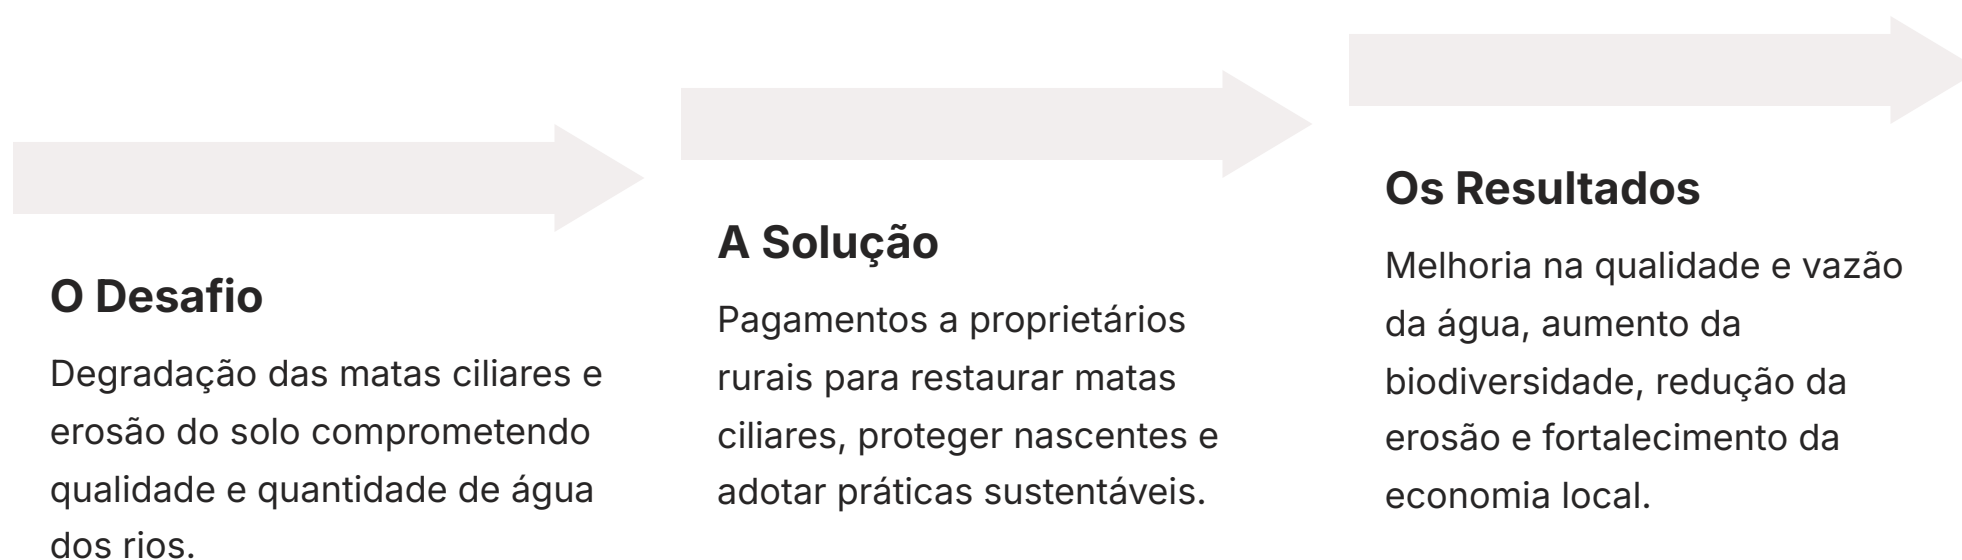 O Desafio
Degradação das matas ciliares e
erosão do solo comprometendo
qualidade e quantidade de água
dos rios.
A Solução
Pagamentos a proprietários
rurais para restaurar matas
ciliares, proteger nascentes e
adotar práticas sustentáveis.
Os Resultados
Melhoria na qualidade e vazão
da água, aumento da
biodiversidade, redução da
erosão e fortalecimento da
economia local.